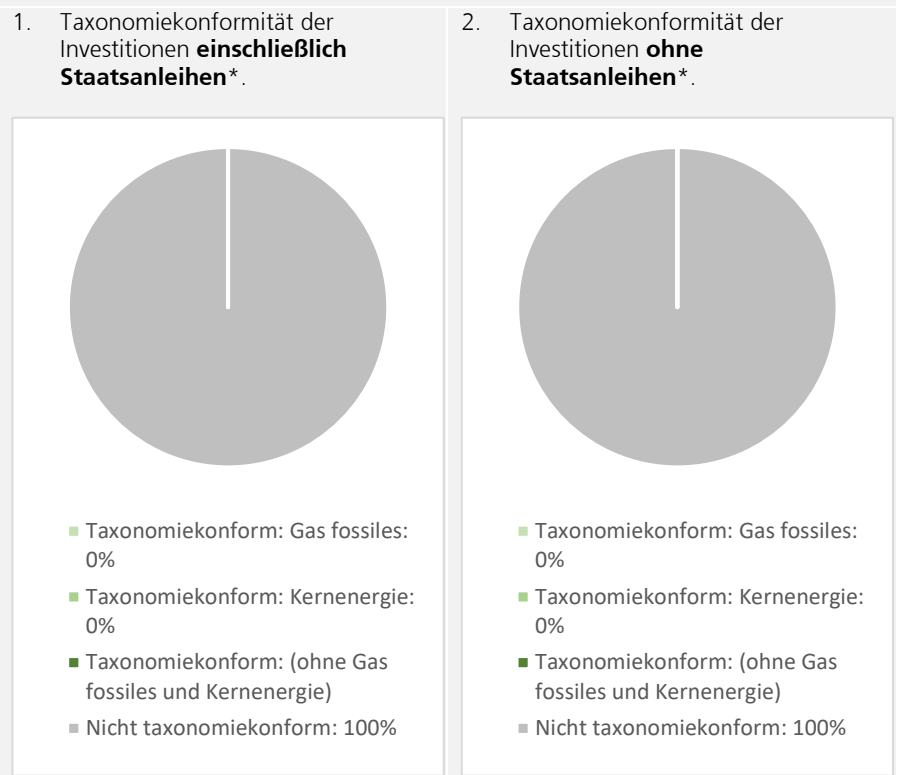 1. Taxonomiekonformität der
Investitionen einschließlich
Staatsanleihen*.
Taxonomiekonform: Gas fossiles:
0%
Taxonomiekonform: Kernenergie:
0%
Taxonomiekonform: (ohne Gas
fossiles und Kernenergie)
Nicht taxonomiekonform: 100%
2. Taxonomiekonformität der
Investitionen ohne
Staatsanleihen*.
Taxonomiekonform: Gas fossiles:
0%
Taxonomiekonform: Kernenergie:
0%
Taxonomiekonform: (ohne Gas
fossiles und Kernenergie)
Nicht taxonomiekonform: 100%